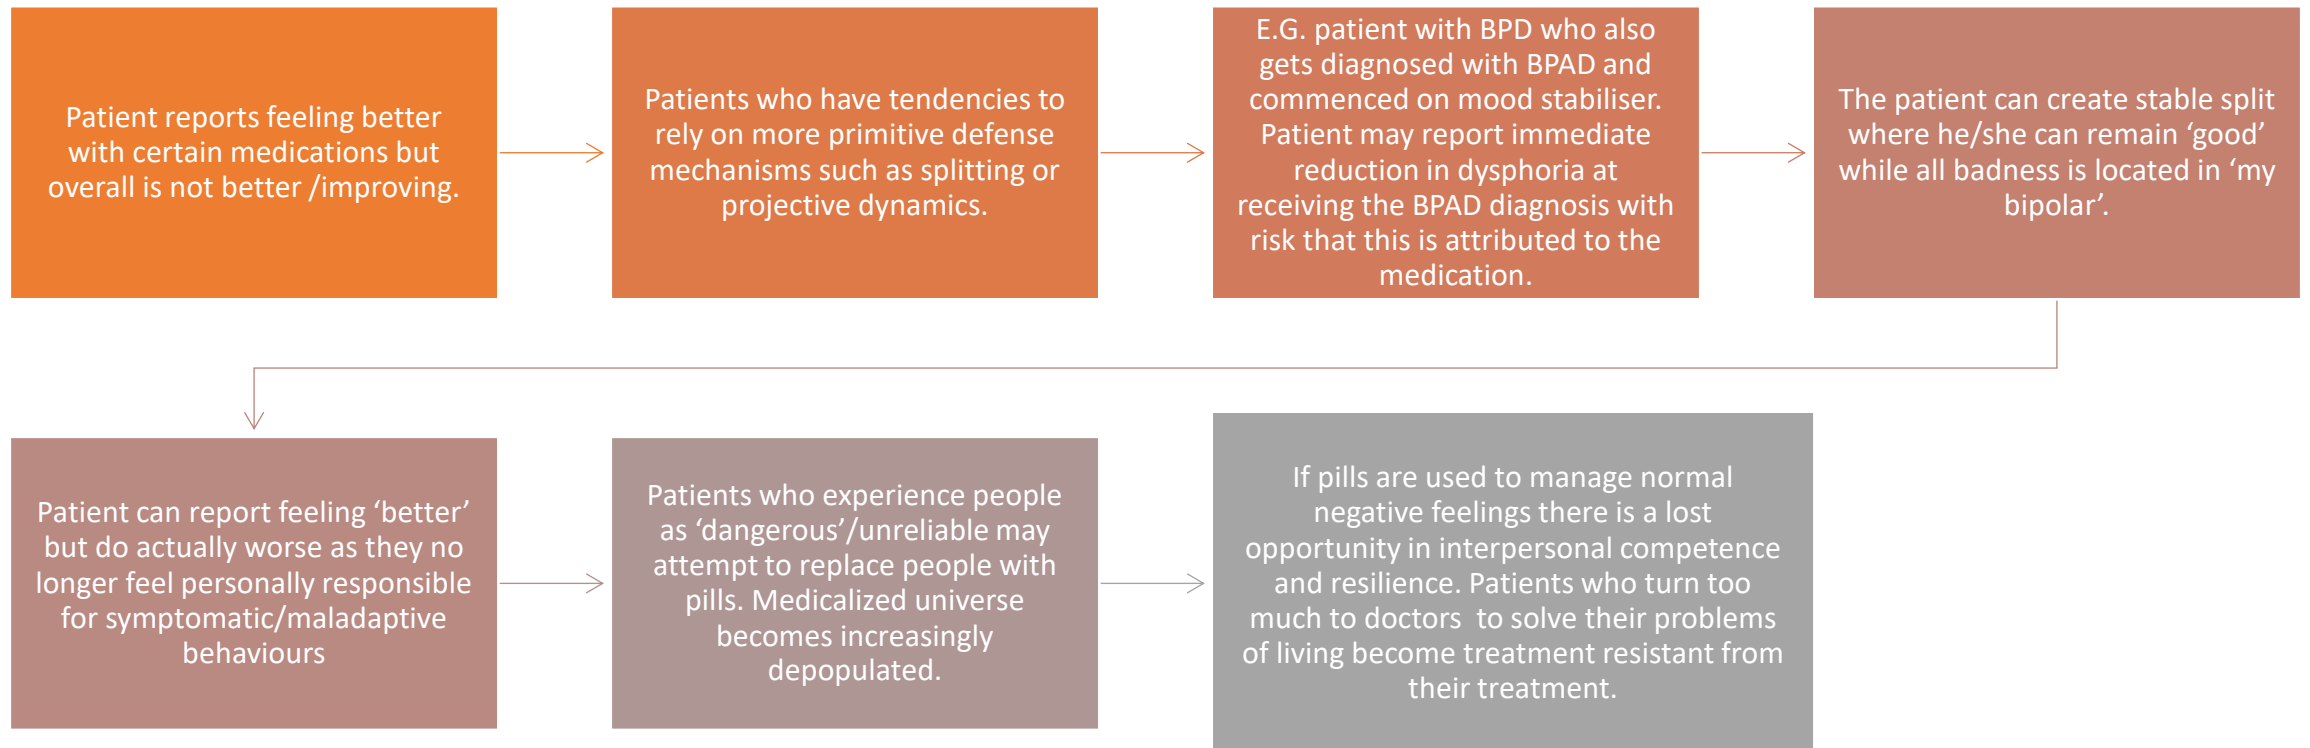 Patient reports feeling better
with certain medications but
overall is not better /improving.
Patients who have tendencies to
rely on more primitive defense
mechanisms such as splitting or
projective dynamics.
E.G. patient with BPD who also
gets diagnosed with BPAD and
commenced on mood stabiliser.
Patient may report immediate
reduction in dysphoria at
receiving the BPAD diagnosis with
risk that this is attributed to the
medication.
The patient can create stable split
where he/she can remain ‘good’
while all badness is located in ‘my
bipolar’.
Patient can report feeling ‘better’
but do actually worse as they no
longer feel personally responsible
for symptomatic/maladaptive
behaviours
Patients who experience people
as ‘dangerous’/unreliable may
attempt to replace people with
pills. Medicalized universe
becomes increasingly
depopulated.
If pills are used to manage normal
negative feelings there is a lost
opportunity in interpersonal competence
and resilience. Patients who turn too
much to doctors  to solve their problems
of living become treatment resistant from
their treatment.